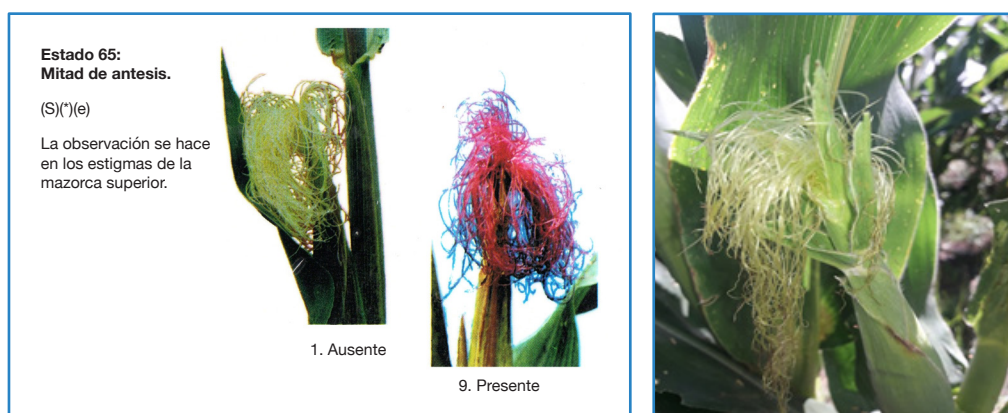 Estado 65:
Mitad de antesis.
(S)(*)(e)
La observación se hace
en los estigmas de la
mazorca superior.
1. Ausente
9. Presente